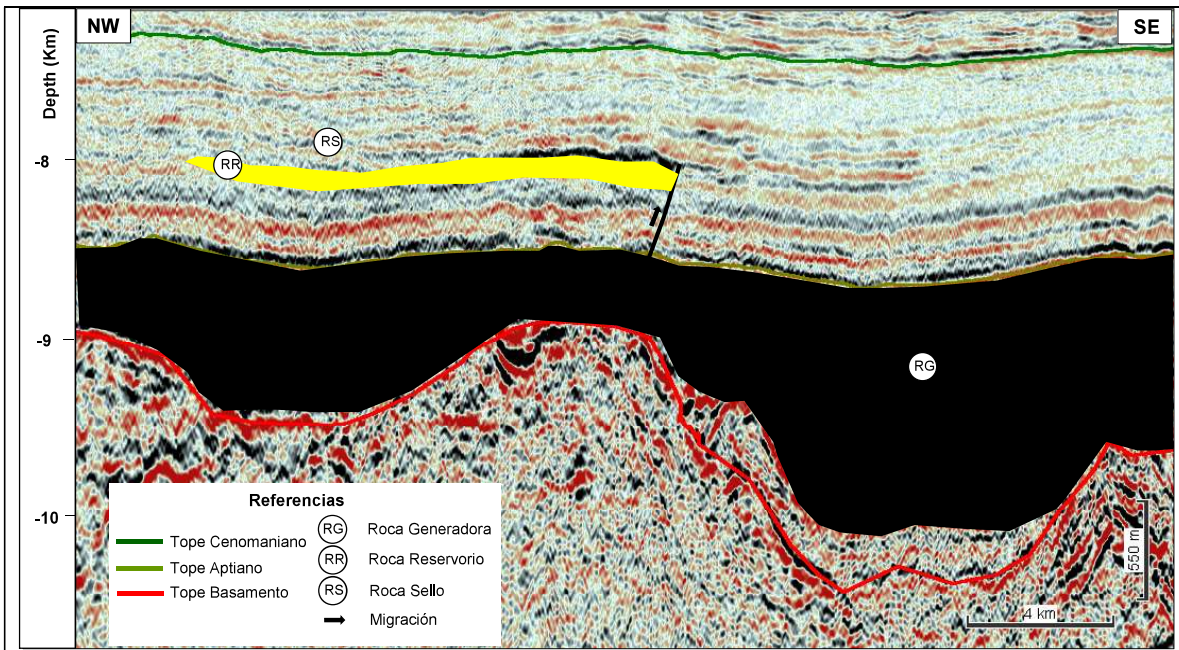 NW
SE
Depth (Km)
-8
-9
-10
RS
RR
RG
Referencias
Tope Cenomaniano
Tope Aptiano
Tope Basamento
RG Roca Generadora
RR Roca Reservorio
RS Roca Sello
Migración
550 m
4 km